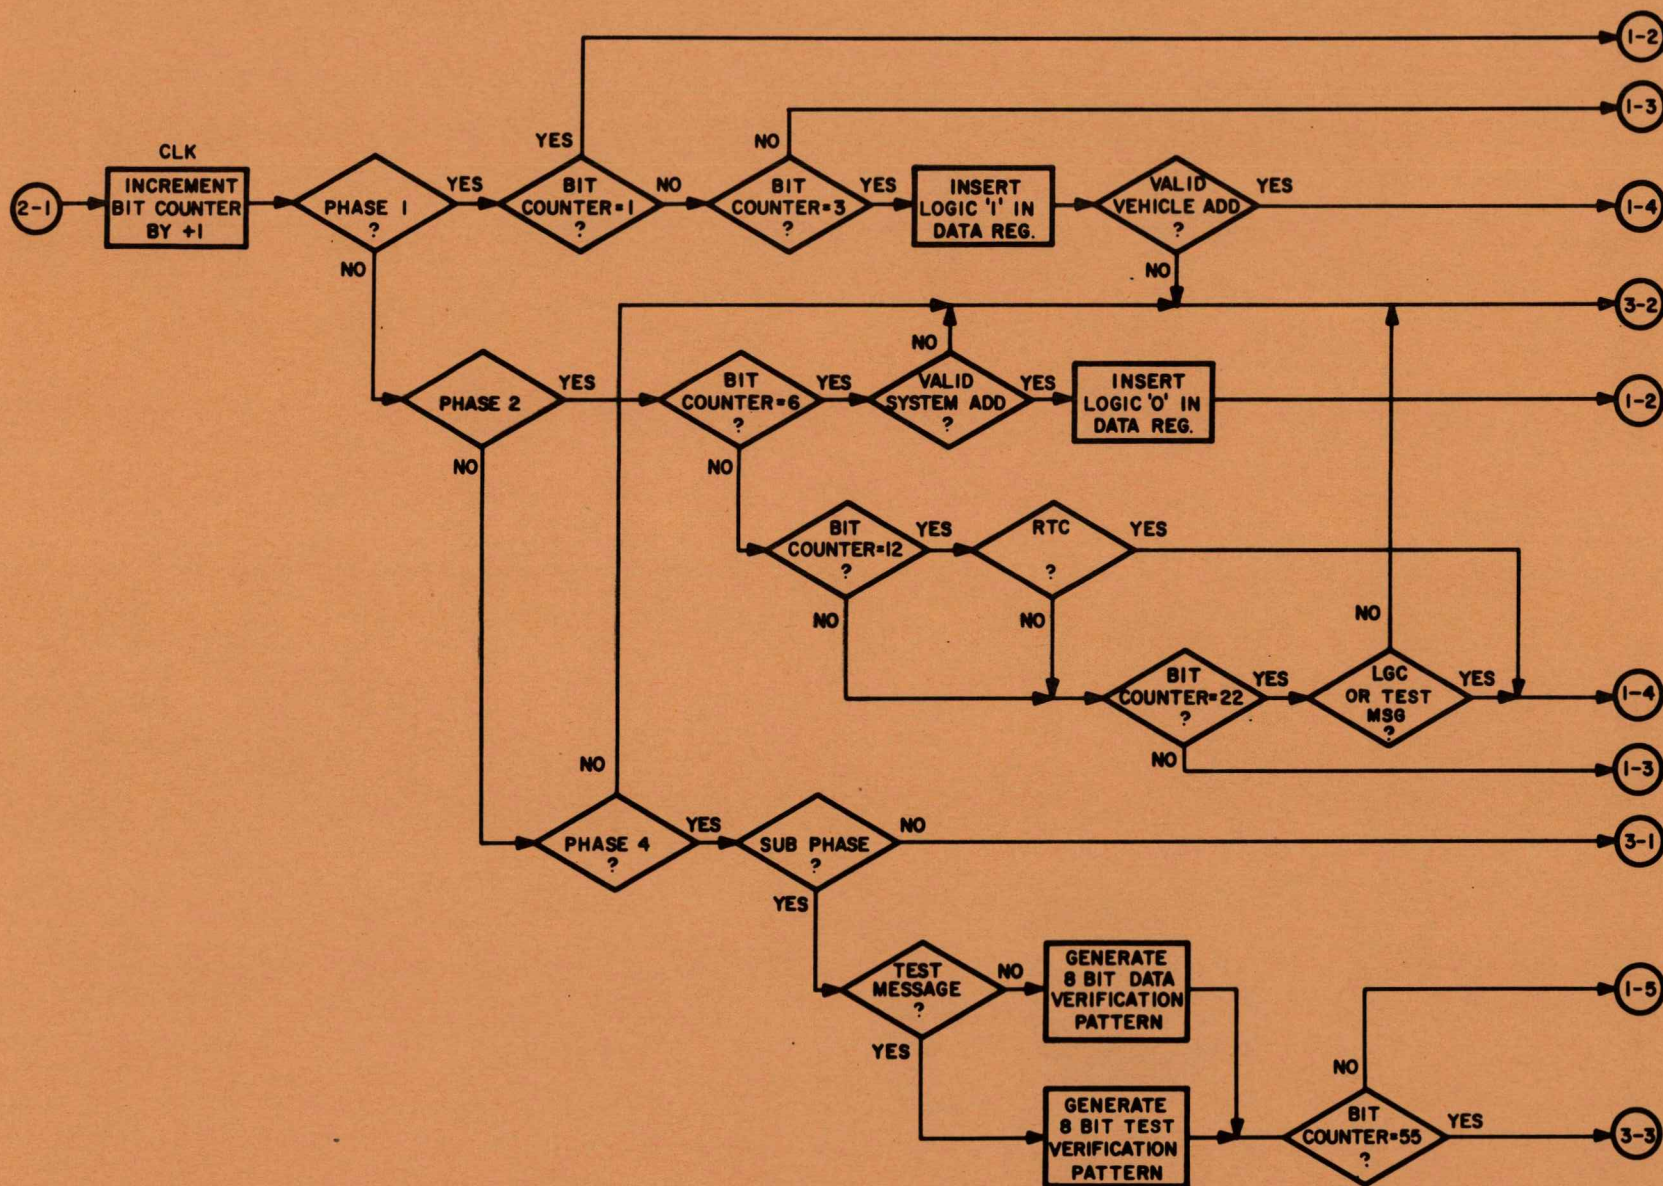 1-2
1-3
YES
NO
CLK
2-1
INCREMENT
BIT COUNTER
BY +1
PHASE 1
?
YES
BIT
COUNTER=1
?
NO
BIT
COUNTER=3
?
YES
INSERT
LOGIC '1' IN
DATA REG.
VALID
VEHICLE ADD
?
YES
1-4
NO
NO
3-2
NO
PHASE 2
YES
BIT
COUNTER=6
?
YES
VALID
SYSTEM ADD
?
YES
INSERT
LOGIC '0' IN
DATA REG.
1-2
NO
NO
BIT
COUNTER=12
?
YES
RTC
?
YES
NO
NO
NO
BIT
COUNTER=22
?
YES
LGC
OR TEST
MSG
?
YES
1-4
NO
1-3
NO
PHASE 4
?
YES
SUB PHASE
?
NO
3-1
YES
TEST
MESSAGE
?
NO
GENERATE
8 BIT DATA
VERIFICATION
PATTERN
1-5
YES
NO
GENERATE
8 BIT TEST
VERIFICATION
PATTERN
BIT
COUNTER=55
?
YES
3-3